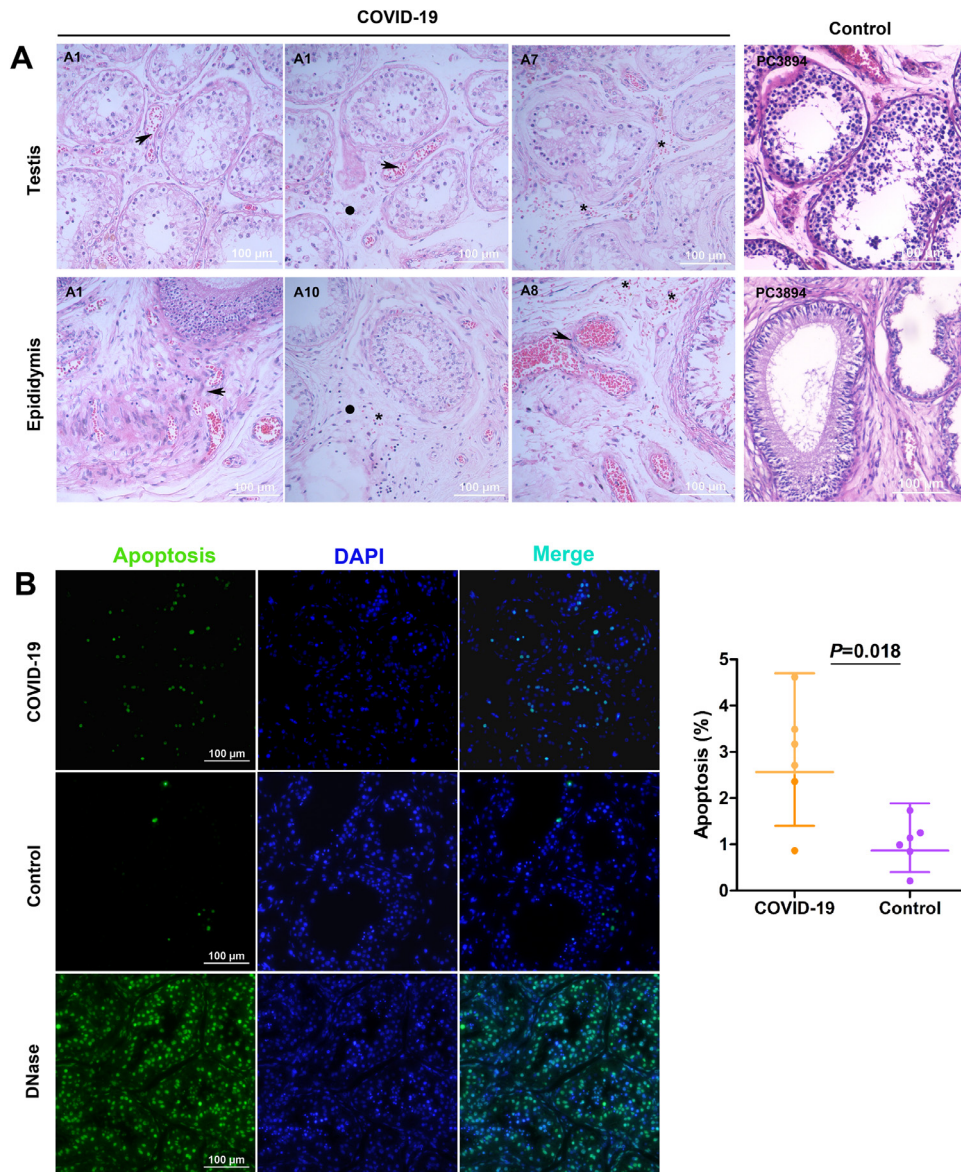 COVID-19
Control
A
Testis
A1
100 µm
A1
100 µm
A7
* *
100 µm
PC3894
100 µm
Epididymis
A1
100 µm
A10
*
100 µm
A8
* *
100 µm
PC3894
100 µm
B
Apoptosis
DAPI
Merge
COVID-19
100 µm
Control
100 µm
DNase
100 µm
P=0.018
Apoptosis (%)
5
4
3
2
1
0
COVID-19
Control